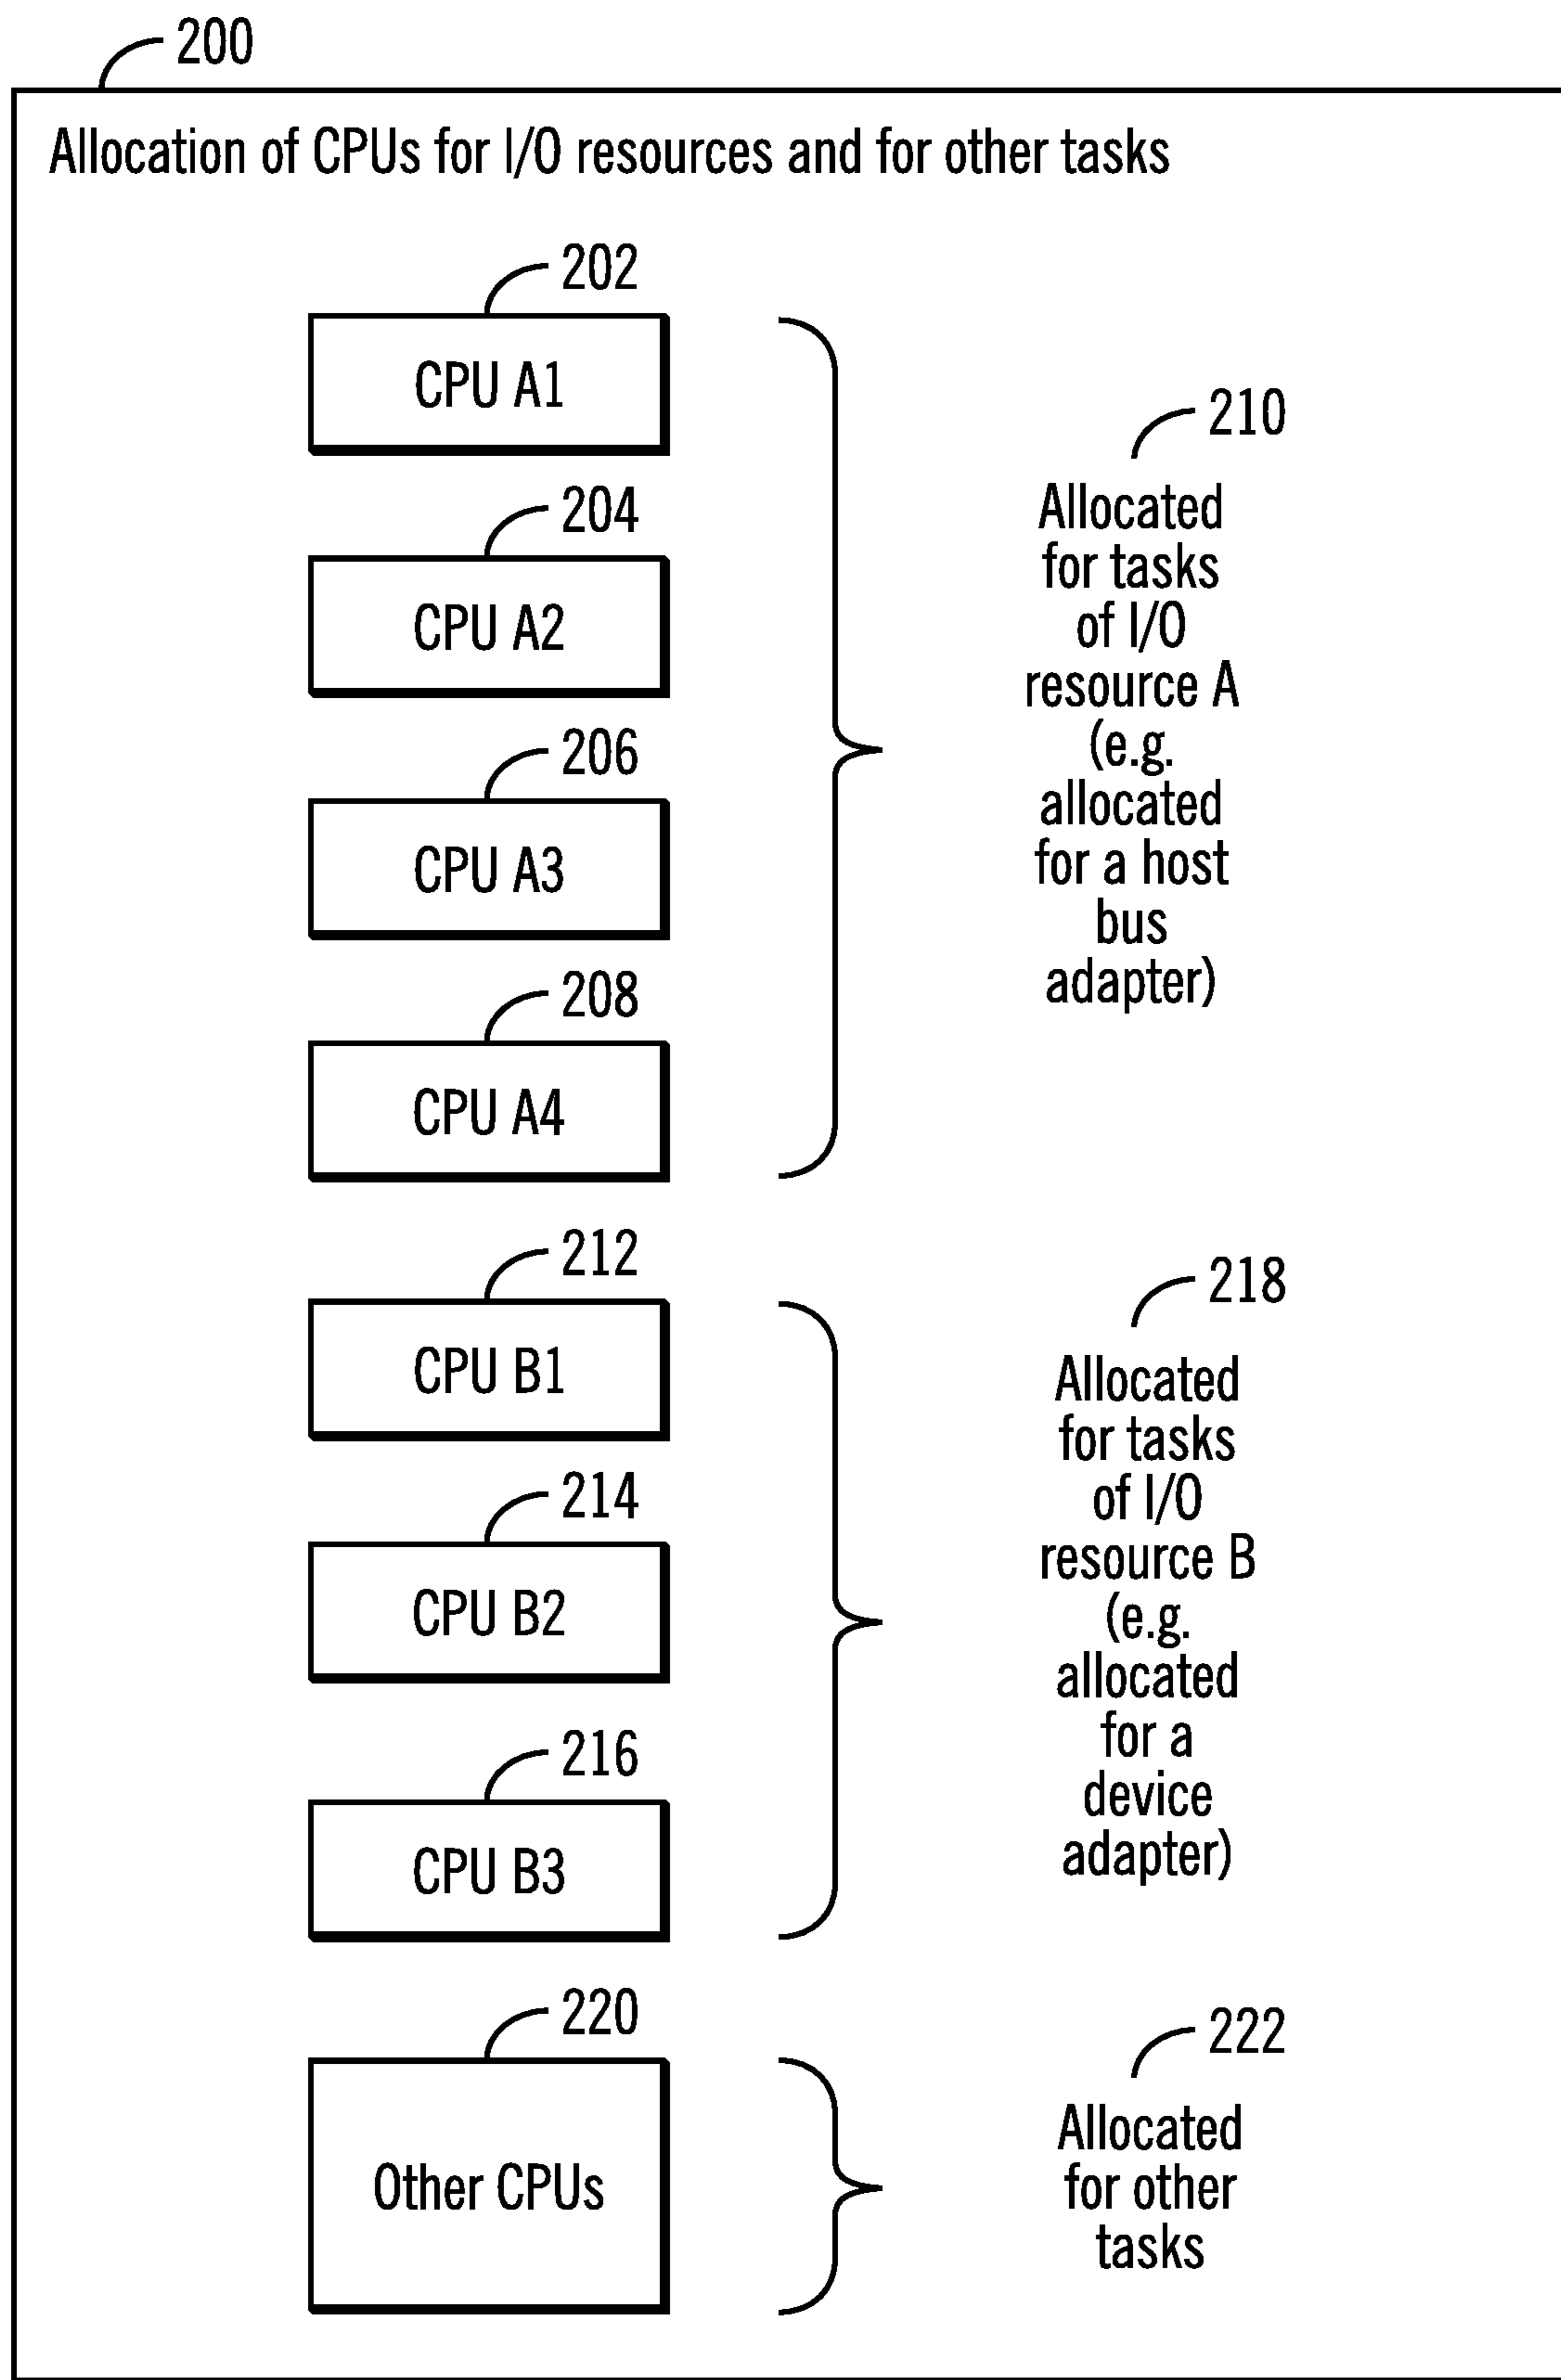 200
Allocation of CPUs for I/O resources and for other tasks
202
CPU A1
204
CPU A2
206
CPU A3
208
CPU A4
210
Allocated
for tasks
of I/O
resource A
(e.g.
allocated
for a host
bus
adapter)
212
CPU B1
214
CPU B2
216
CPU B3
218
Allocated
for tasks
of I/O
resource B
(e.g.
allocated
for a
device
adapter)
220
Other CPUs
222
Allocated
for other
tasks